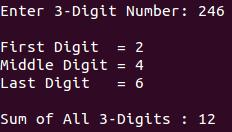 Enter 3-Digit Number: 246
First Digit  = 2
Middle Digit = 4
Last Digit   = 6
Sum of All 3-Digits : 12